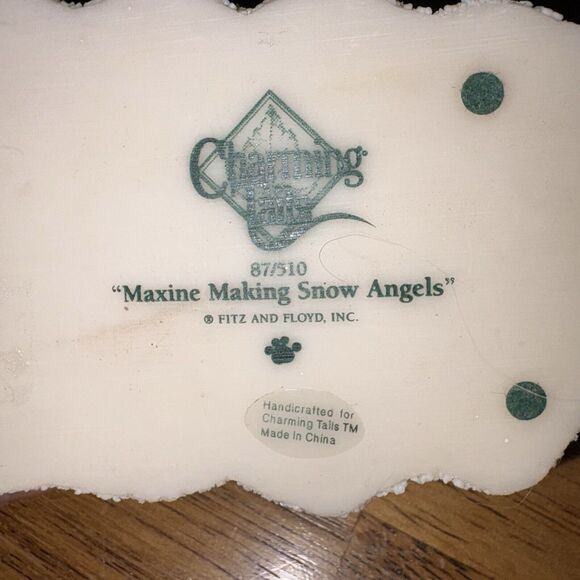 Charming
Tails
87/510
“Maxine Making Snow Angels”
® FITZ AND FLOYD, INC.
Handicrafted for
Charming Tails TM
Made In China